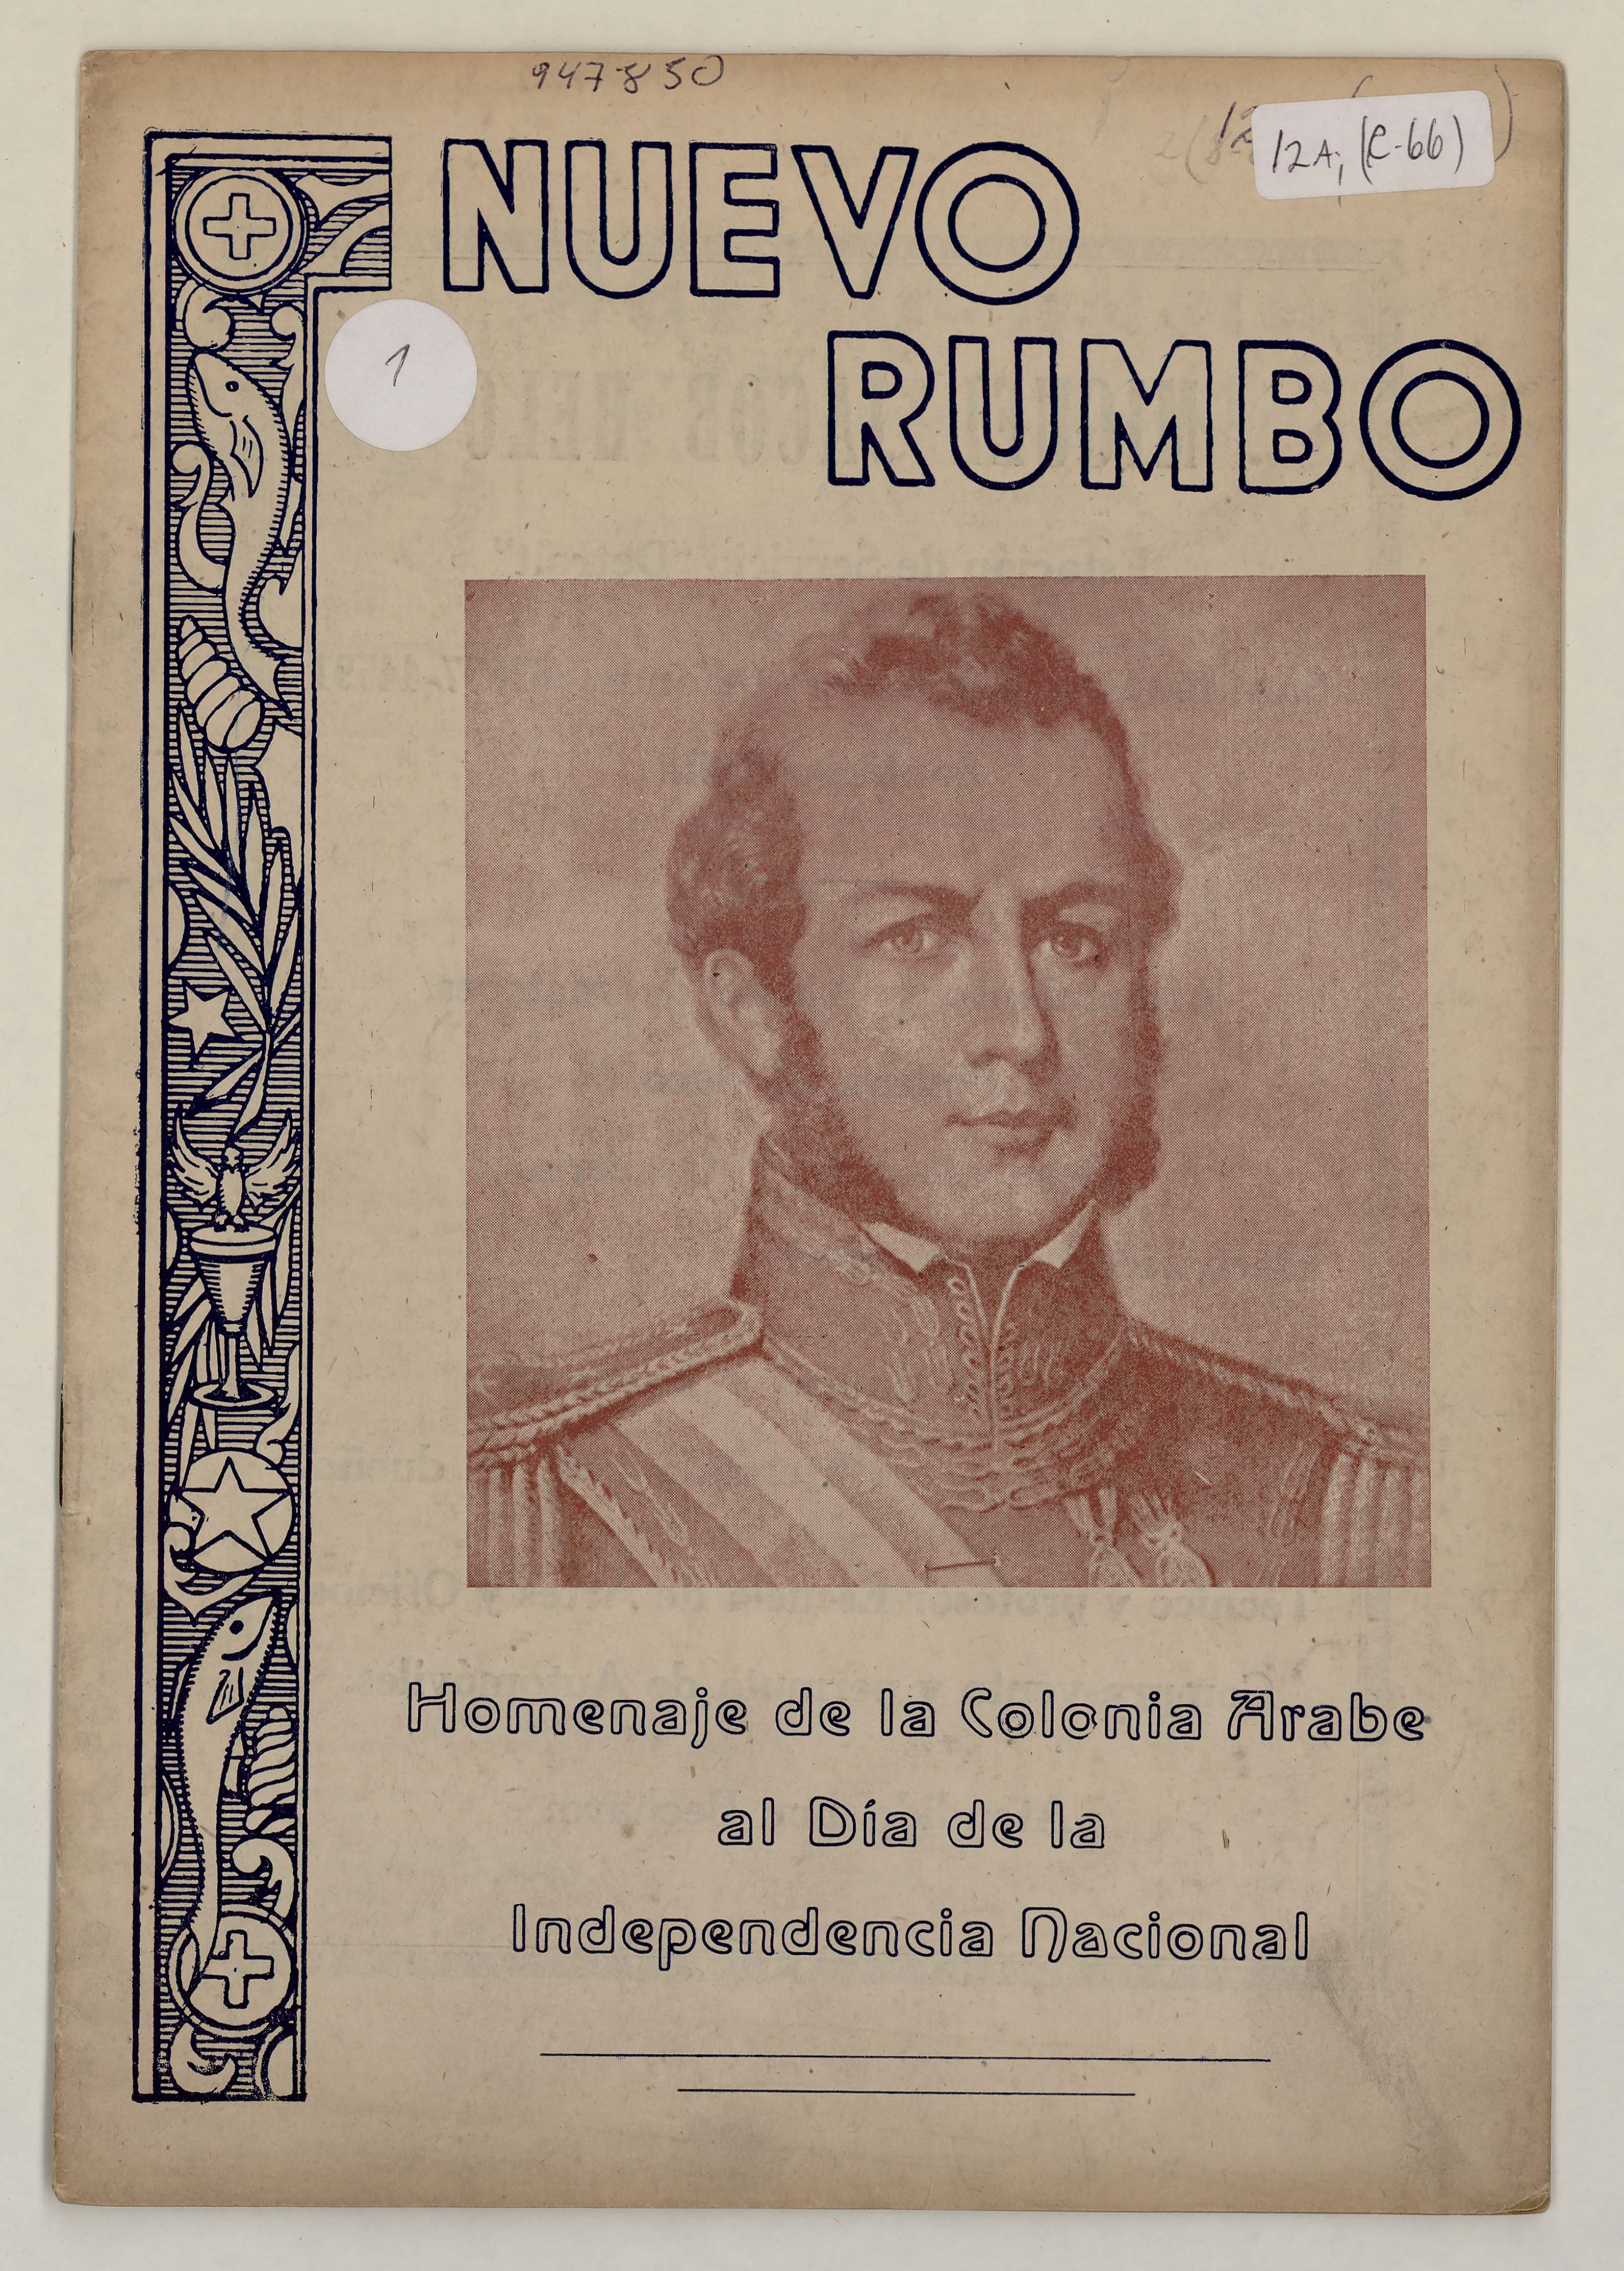 947850
12A, (C-66)
NUEVO
RUMBO
1
Homenaje de la Colonia Arabe
al Día de la
Independencia Nacional